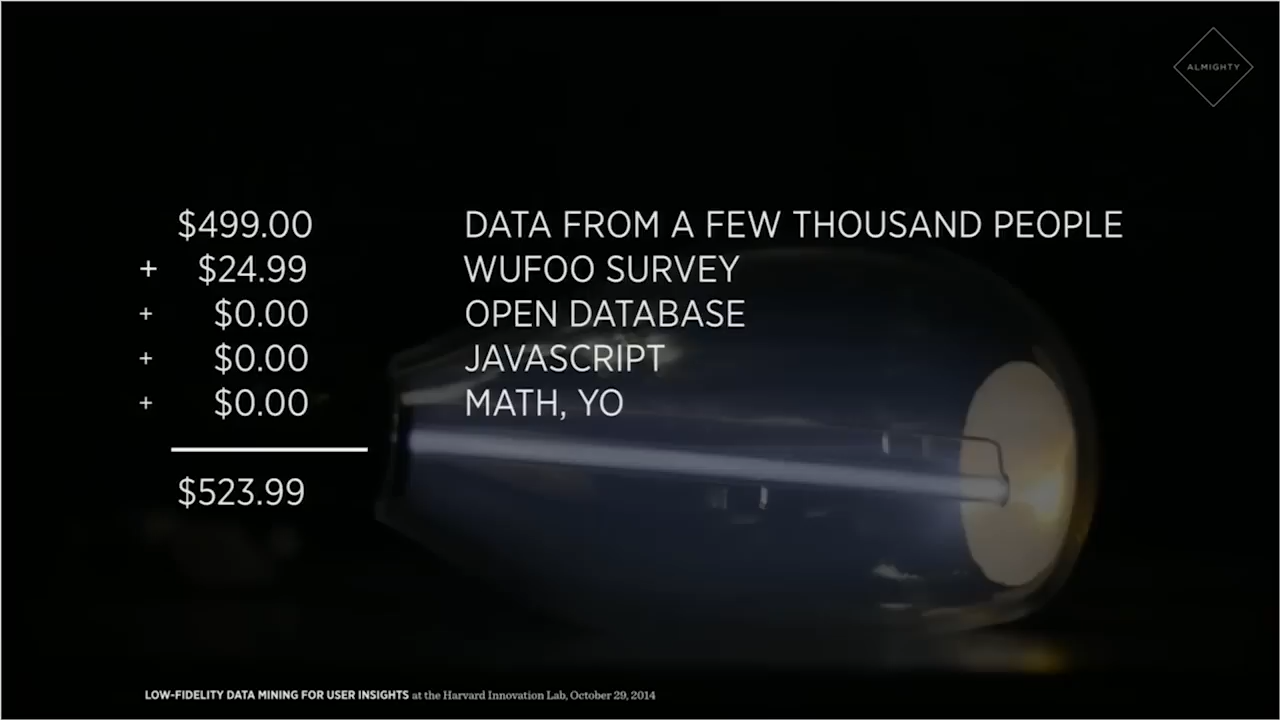 ALMIGHTY
$499.00 DATA FROM A FEW THOUSAND PEOPLE
+ $24.99 WUFOO SURVEY
+ $0.00 OPEN DATABASE
+ $0.00 JAVASCRIPT
+ $0.00 MATH, YO
$523.99
LOW-FIDELITY DATA MINING FOR USER INSIGHTS at the Harvard Innovation Lab, October 29, 2014